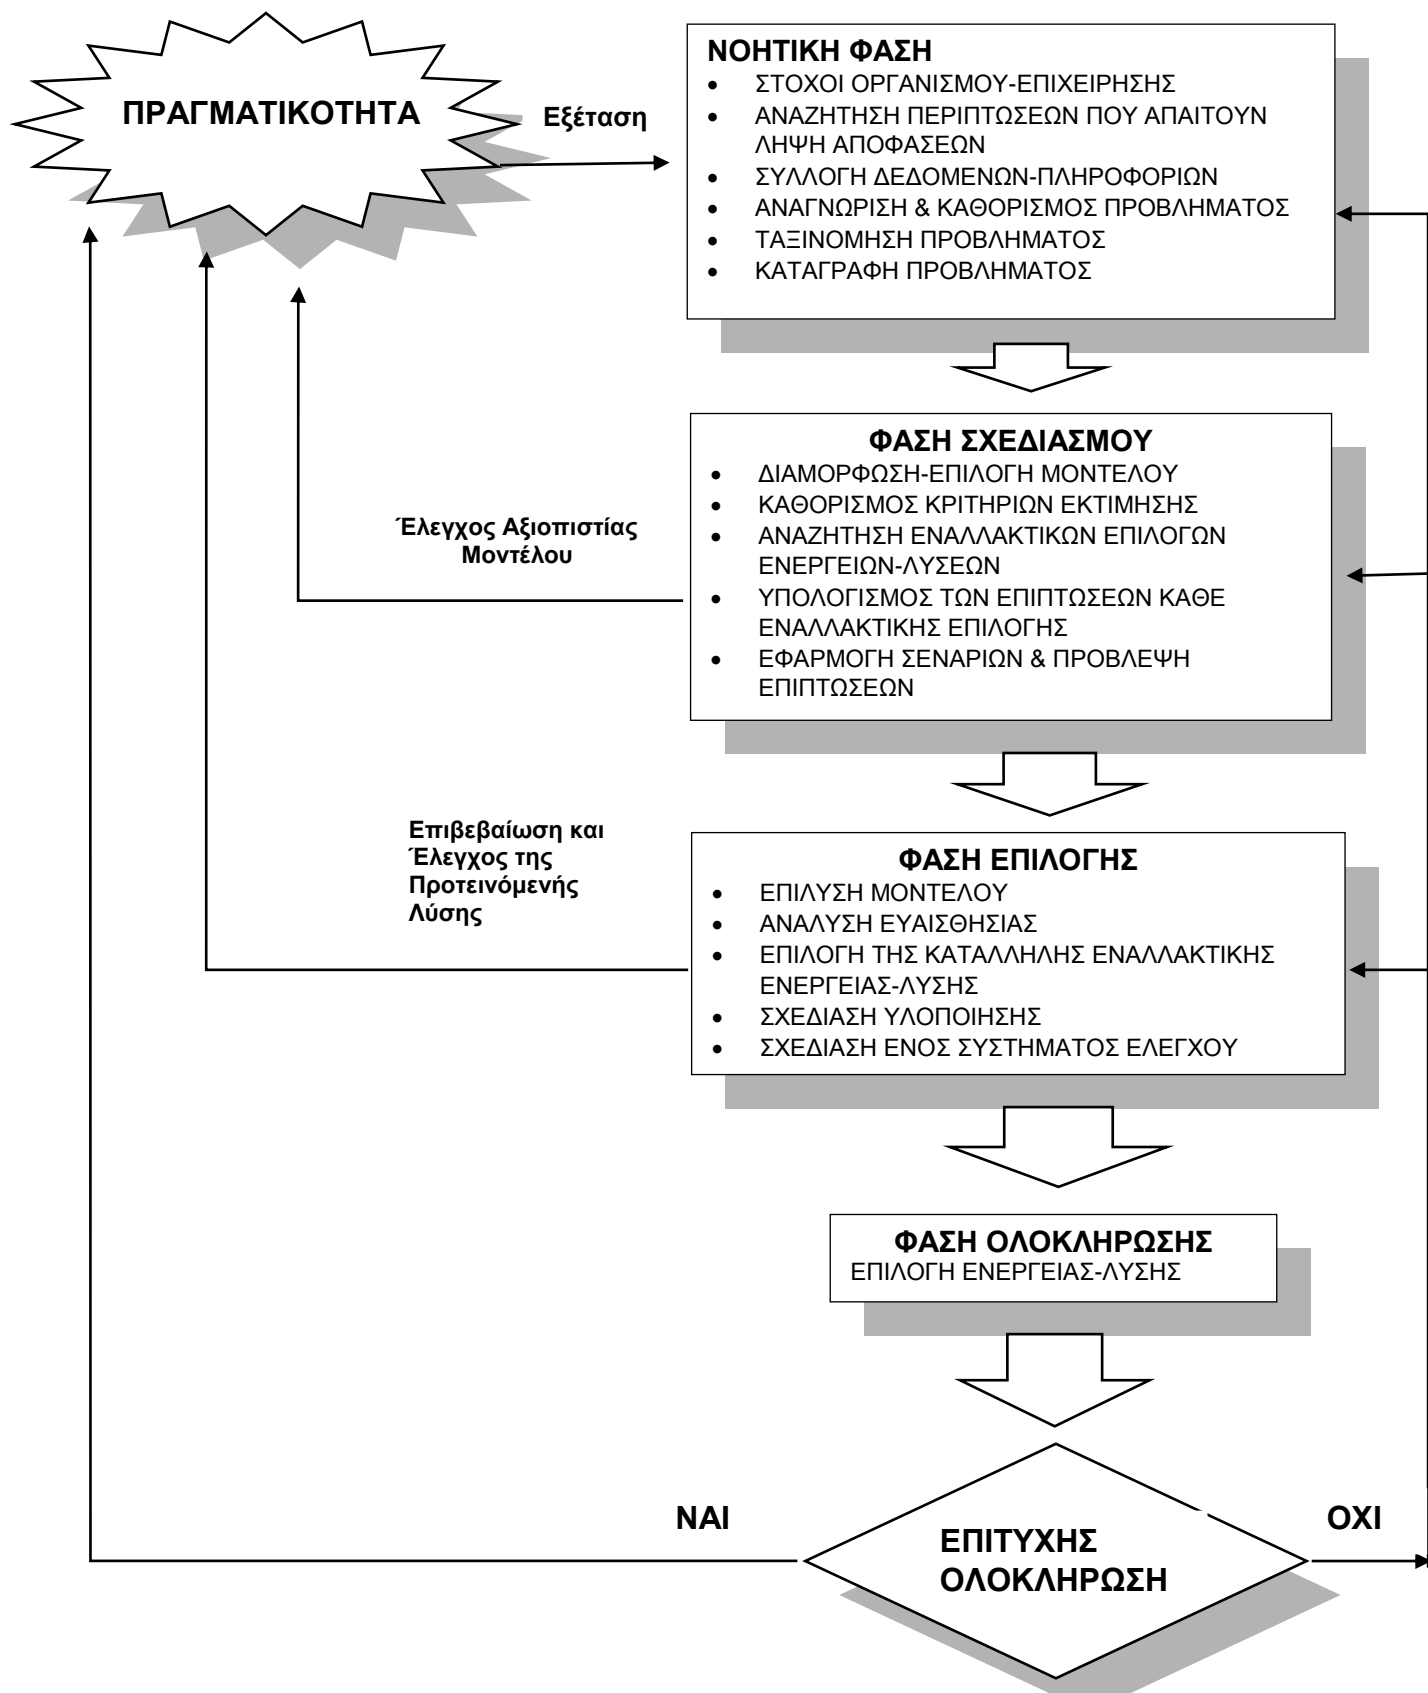 ΠΡΑΓΜΑΤΙΚΟΤΗΤΑ
Εξέταση
ΝΟΗΤΙΚΗ ΦΑΣΗ
• ΣΤΟΧΟΙ ΟΡΓΑΝΙΣΜΟΥ-ΕΠΙΧΕΙΡΗΣΗΣ
• ΑΝΑΖΗΤΗΣΗ ΠΕΡΙΠΤΩΣΕΩΝ ΠΟΥ ΑΠΑΙΤΟΥΝ
ΛΗΨΗ ΑΠΟΦΑΣΕΩΝ
• ΣΥΛΛΟΓΗ ΔΕΔΟΜΕΝΩΝ-ΠΛΗΡΟΦΟΡΙΩΝ
• ΑΝΑΓΝΩΡΙΣΗ & ΚΑΘΟΡΙΣΜΟΣ ΠΡΟΒΛΗΜΑΤΟΣ
• ΤΑΞΙΝΟΜΗΣΗ ΠΡΟΒΛΗΜΑΤΟΣ
• ΚΑΤΑΓΡΑΦΗ ΠΡΟΒΛΗΜΑΤΟΣ
ΦΑΣΗ ΣΧΕΔΙΑΣΜΟΥ
• ΔΙΑΜΟΡΦΩΣΗ-ΕΠΙΛΟΓΗ ΜΟΝΤΕΛΟΥ
• ΚΑΘΟΡΙΣΜΟΣ ΚΡΙΤΗΡΙΩΝ ΕΚΤΙΜΗΣΗΣ
• ΑΝΑΖΗΤΗΣΗ ΕΝΑΛΛΑΚΤΙΚΩΝ ΕΠΙΛΟΓΩΝ
ΕΝΕΡΓΕΙΩΝ-ΛΥΣΕΩΝ
• ΥΠΟΛΟΓΙΣΜΟΣ ΤΩΝ ΕΠΙΠΤΩΣΕΩΝ ΚΑΘΕ
ΕΝΑΛΛΑΚΤΙΚΗΣ ΕΠΙΛΟΓΗΣ
• ΕΦΑΡΜΟΓΗ ΣΕΝΑΡΙΩΝ & ΠΡΟΒΛΕΨΗ
ΕΠΙΠΤΩΣΕΩΝ
Έλεγχος Αξιοπιστίας
Μοντέλου
Επιβεβαίωση και
Έλεγχος της
Προτεινόμενής
Λύσης
ΦΑΣΗ ΕΠΙΛΟΓΗΣ
• ΕΠΙΛΥΣΗ ΜΟΝΤΕΛΟΥ
• ΑΝΑΛΥΣΗ ΕΥΑΙΣΘΗΣΙΑΣ
• ΕΠΙΛΟΓΗ ΤΗΣ ΚΑΤΑΛΛΗΛΗΣ ΕΝΑΛΛΑΚΤΙΚΗΣ
ΕΝΕΡΓΕΙΑΣ-ΛΥΣΗΣ
• ΣΧΕΔΙΑΣΗ ΥΛΟΠΟΙΗΣΗΣ
• ΣΧΕΔΙΑΣΗ ΕΝΟΣ ΣΥΣΤΗΜΑΤΟΣ ΕΛΕΓΧΟΥ
ΦΑΣΗ ΟΛΟΚΛΗΡΩΣΗΣ
ΕΠΙΛΟΓΗ ΕΝΕΡΓΕΙΑΣ-ΛΥΣΗΣ
ΝΑΙ
ΟΧΙ
ΕΠΙΤΥΧΗΣ
ΟΛΟΚΛΗΡΩΣΗ